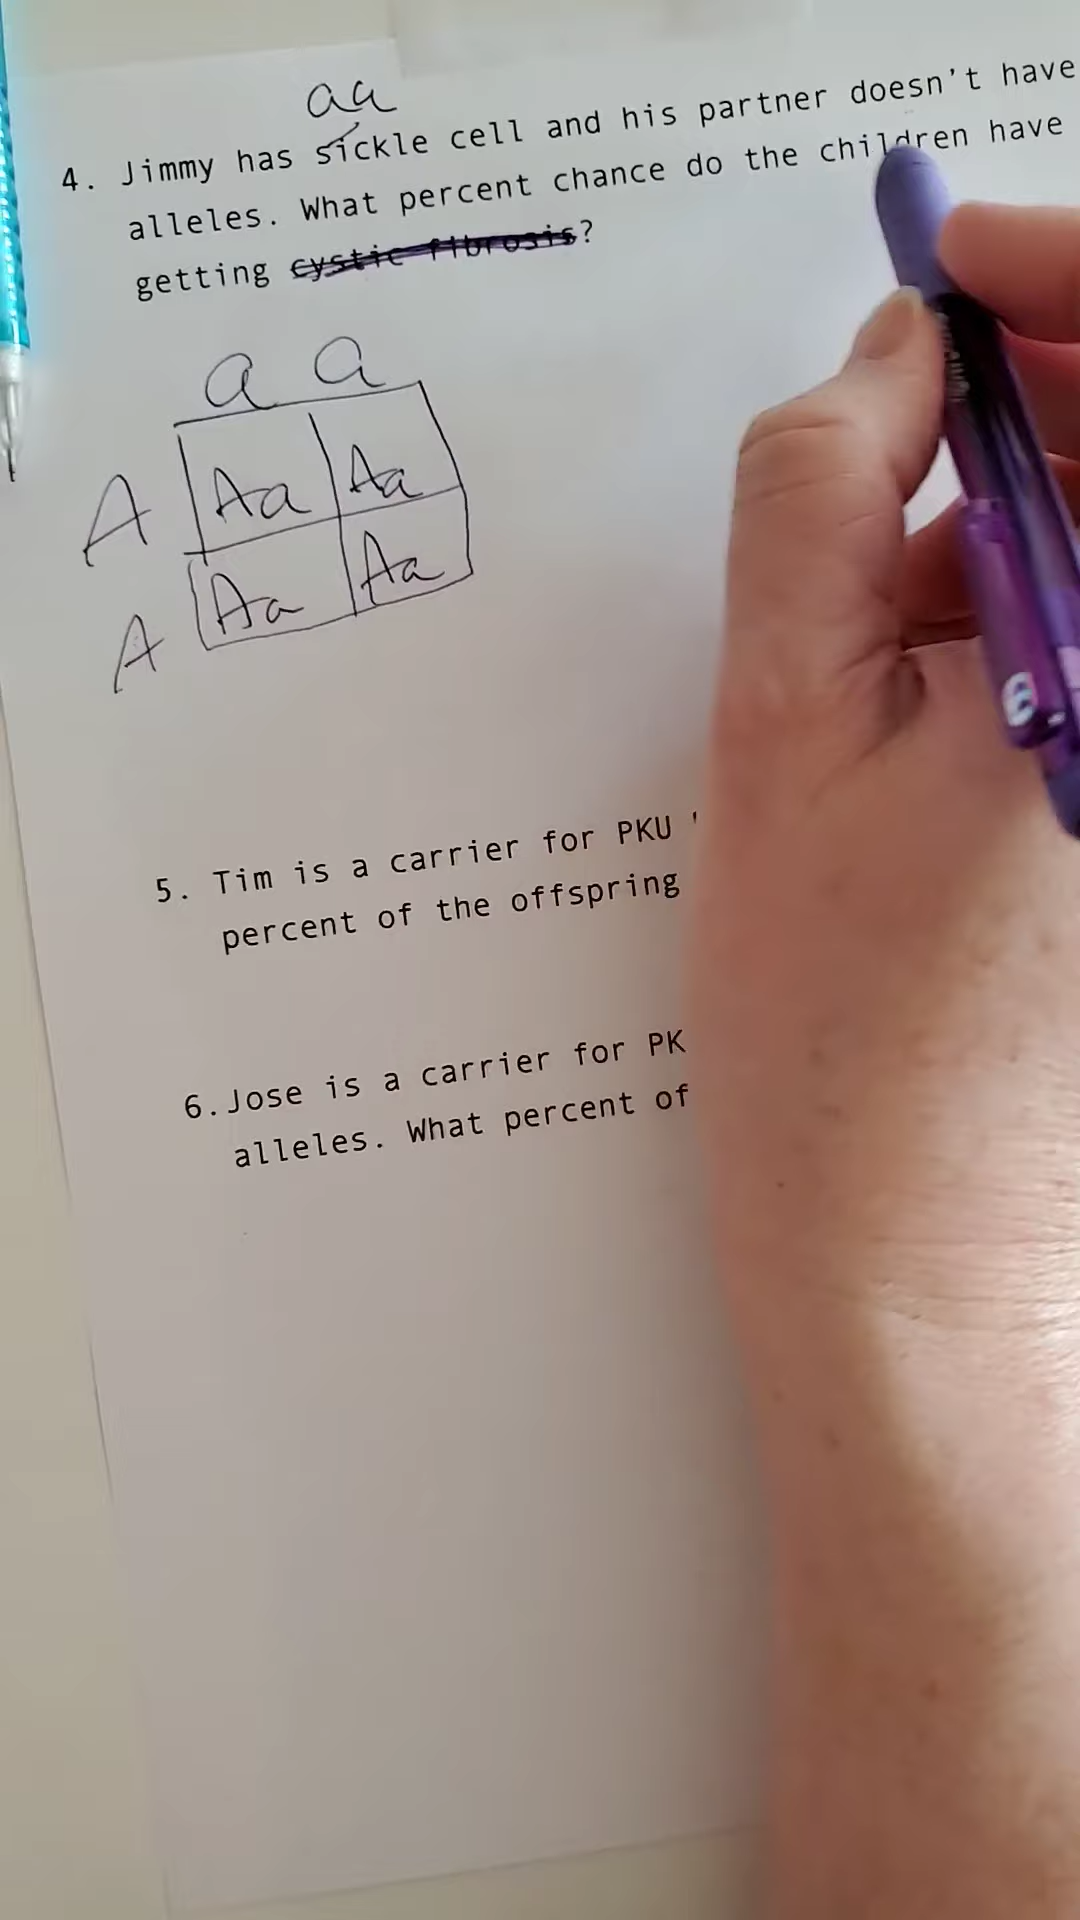 aa
4. Jimmy has sickle cell and his partner doesn't have
alleles. What percent chance do the children have
getting cystic fibrosis?
a a
A Aa Aa
A Aa Aa
5. Tim is a carrier for PKU
percent of the offspring
6. Jose is a carrier for PK
alleles. What percent of